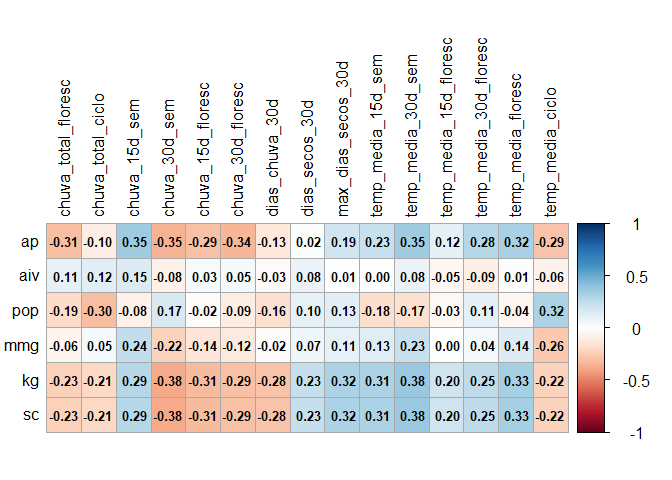 chuva_total_floresc
chuva_total_ciclo
chuva_15d_sem
chuva_30d_sem
chuva_15d_floresc
chuva_30d_floresc
dias_chuva_30d
dias_secos_30d
max_dias_secos_30d
temp_media_15d_sem
temp_media_30d_sem
temp_media_15d_floresc
temp_media_30d_floresc
temp_media_floresc
temp_media_ciclo
ap -0.31 -0.10 0.35 -0.35 -0.29 -0.34 -0.13 0.02 0.19 0.23 0.35 0.12 0.28 0.32 -0.29
aiv 0.11 0.12 0.15 -0.08 0.03 0.05 -0.03 0.08 0.01 0.00 0.08 -0.05 -0.09 0.01 -0.06
pop -0.19 -0.30 -0.08 0.17 -0.02 -0.09 -0.16 0.10 0.13 -0.18 -0.17 -0.03 0.11 -0.04 0.32
mmg -0.06 0.05 0.24 -0.22 -0.14 -0.12 -0.02 0.07 0.11 0.13 0.23 0.00 0.04 0.14 -0.26
kg -0.23 -0.21 0.29 -0.38 -0.31 -0.29 -0.28 0.23 0.32 0.31 0.38 0.20 0.25 0.33 -0.22
sc -0.23 -0.21 0.29 -0.38 -0.31 -0.29 -0.28 0.23 0.32 0.31 0.38 0.20 0.25 0.33 -0.22
1
0.5
0
-0.5
-1